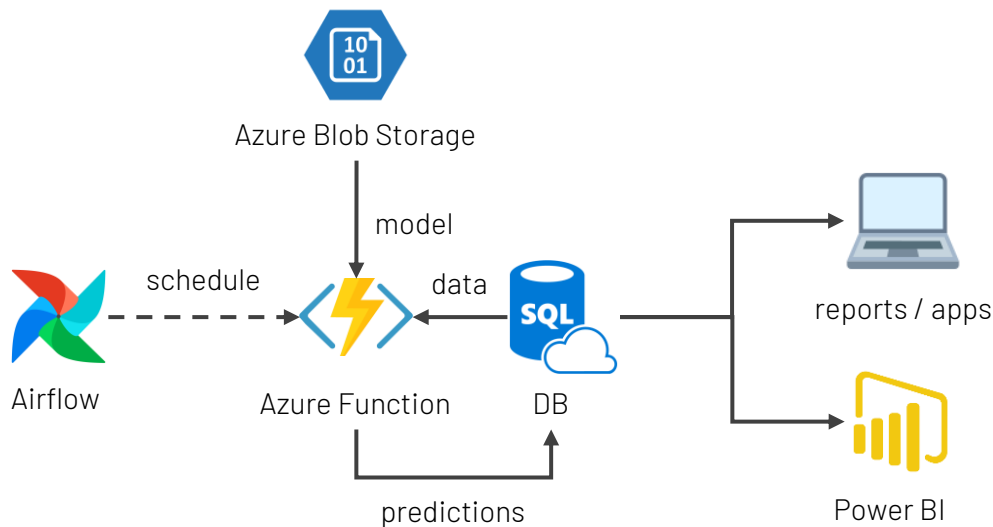 10
01
Azure Blob Storage
model
schedule
data
SQL
reports / apps
Airflow
Azure Function
DB
predictions
Power BI